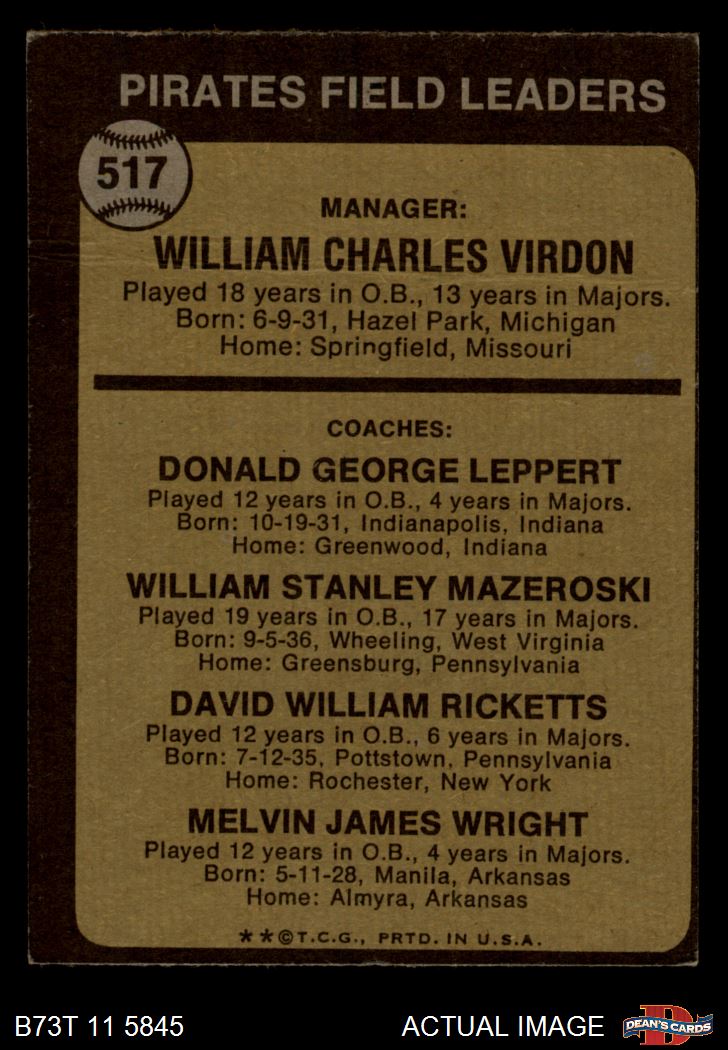 PIRATES FIELD LEADERS
517
MANAGER:
WILLIAM CHARLES VIRDON
Played 18 years in O.B., 13 years in Majors.
Born: 6-9-31, Hazel Park, Michigan
Home: Springfield, Missouri
COACHES:
DONALD GEORGE LEPPERT
Played 12 years in O.B., 4 years in Majors.
Born: 10-19-31, Indianapolis, Indiana
Home: Greenwood, Indiana
WILLIAM STANLEY MAZEROSKI
Played 19 years in O.B., 17 years in Majors.
Born: 9-5-36, Wheeling, West Virginia
Home: Greensburg, Pennsylvania
DAVID WILLIAM RICKETTS
Played 12 years in O.B., 6 years in Majors.
Born: 7-12-35, Pottstown, Pennsylvania
Home: Rochester, New York
MELVIN JAMES WRIGHT
Played 12 years in O.B., 4 years in Majors.
Born: 5-11-28, Manila, Arkansas
Home: Almyra, Arkansas
**©T.C.G., PRTD. IN U.S.A.
B73T 11 5845 ACTUAL IMAGE D DEAN'S CARDS